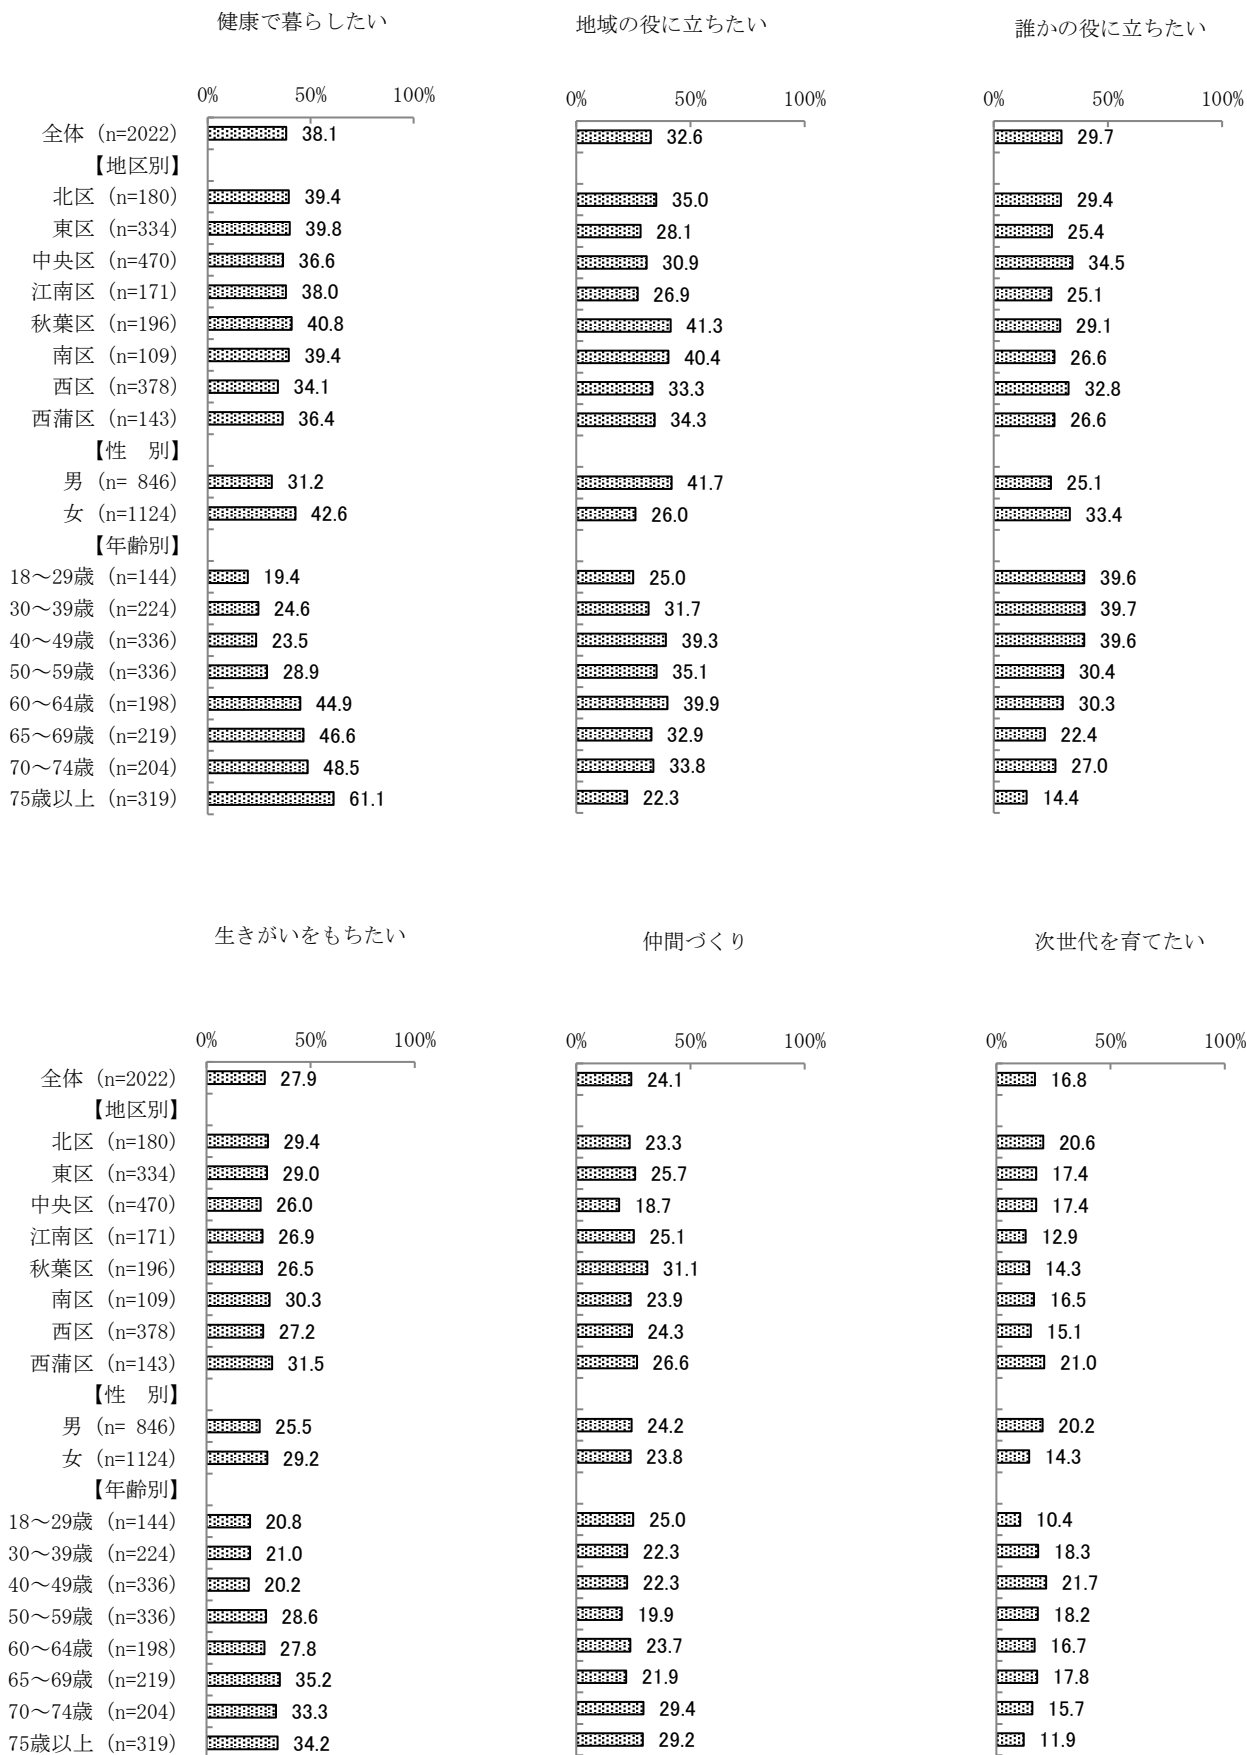 健康で暮らしたい 地域の役に立ちたい 誰かの役に立ちたい
0% 50% 100% 0% 50% 100% 0% 50% 100%
全体 (n=2022) 38.1 32.6 29.7
【地区別】
北区 (n=180) 39.4 35.0 29.4
東区 (n=334) 39.8 28.1 25.4
中央区 (n=470) 36.6 30.9 34.5
江南区 (n=171) 38.0 26.9 25.1
秋葉区 (n=196) 40.8 41.3 29.1
南区 (n=109) 39.4 40.4 26.6
西区 (n=378) 34.1 33.3 32.8
西蒲区 (n=143) 36.4 34.3 26.6
【性　別】
男 (n= 846) 31.2 41.7 25.1
女 (n=1124) 42.6 26.0 33.4
【年齢別】
18～29歳 (n=144) 19.4 25.0 39.6
30～39歳 (n=224) 24.6 31.7 39.7
40～49歳 (n=336) 23.5 39.3 39.6
50～59歳 (n=336) 28.9 35.1 30.4
60～64歳 (n=198) 44.9 39.9 30.3
65～69歳 (n=219) 46.6 32.9 22.4
70～74歳 (n=204) 48.5 33.8 27.0
75歳以上 (n=319) 61.1 22.3 14.4
生きがいをもちたい 仲間づくり 次世代を育てたい
0% 50% 100% 0% 50% 100% 0% 50% 100%
全体 (n=2022) 27.9 24.1 16.8
【地区別】
北区 (n=180) 29.4 23.3 20.6
東区 (n=334) 29.0 25.7 17.4
中央区 (n=470) 26.0 18.7 17.4
江南区 (n=171) 26.9 25.1 12.9
秋葉区 (n=196) 26.5 31.1 14.3
南区 (n=109) 30.3 23.9 16.5
西区 (n=378) 27.2 24.3 15.1
西蒲区 (n=143) 31.5 26.6 21.0
【性　別】
男 (n= 846) 25.5 24.2 20.2
女 (n=1124) 29.2 23.8 14.3
【年齢別】
18～29歳 (n=144) 20.8 25.0 10.4
30～39歳 (n=224) 21.0 22.3 18.3
40～49歳 (n=336) 20.2 22.3 21.7
50～59歳 (n=336) 28.6 19.9 18.2
60～64歳 (n=198) 27.8 23.7 16.7
65～69歳 (n=219) 35.2 21.9 17.8
70～74歳 (n=204) 33.3 29.4 15.7
75歳以上 (n=319) 34.2 29.2 11.9